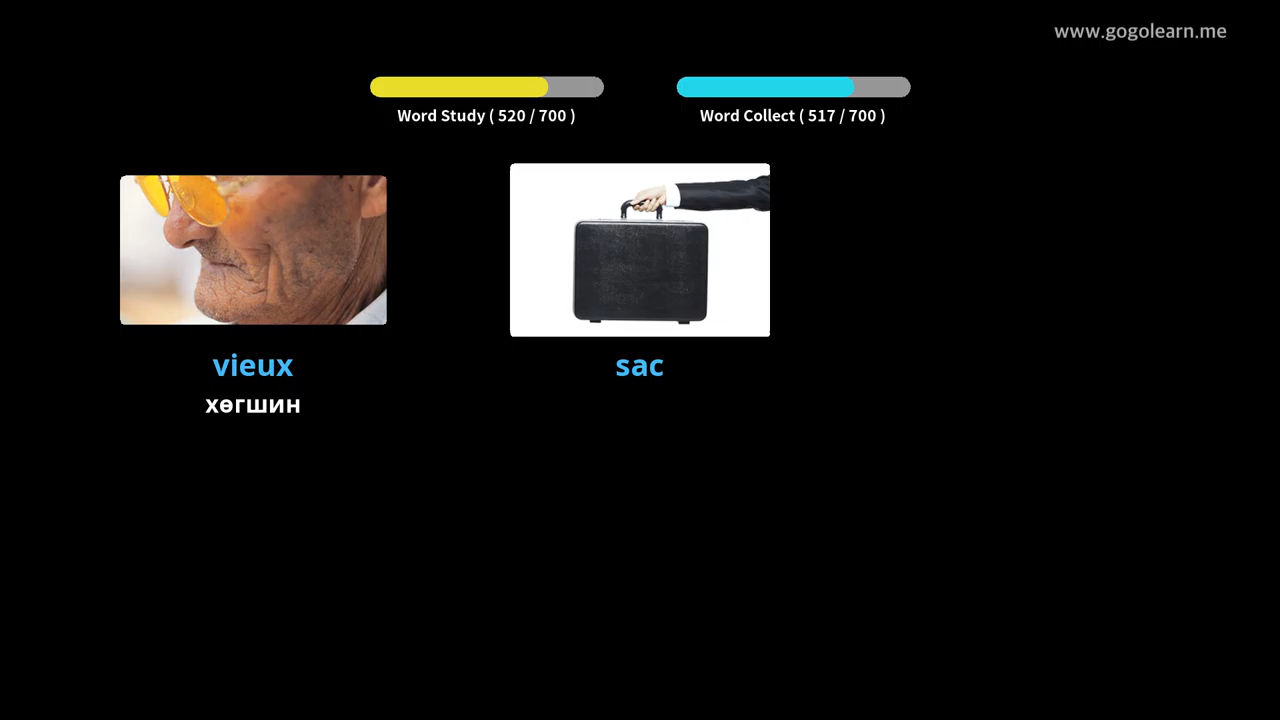 www.gogolearn.me
Word Study ( 520 / 700 )
Word Collect ( 517 / 700 )
vieux
sac
хөгшин